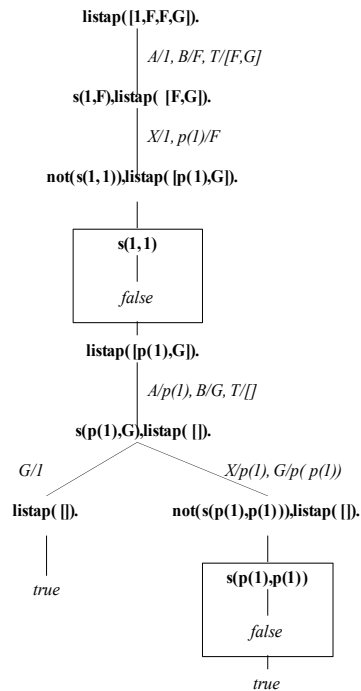 listap([1,F,F,G]).
A/1, B/F, T/[F,G]
s(1,F),listap( [F,G]).
X/1, p(1)/F
not(s(1,1)),listap([p(1),G]).
s(1,1)
false
listap([p(1),G]).
A/p(1), B/G, T/[]
s(p(1),G),listap( []).
G/1 X/p(1), G/p( p(1))
listap( []). not(s(p(1),p(1))),listap( []).
true s(p(1),p(1))
false
true